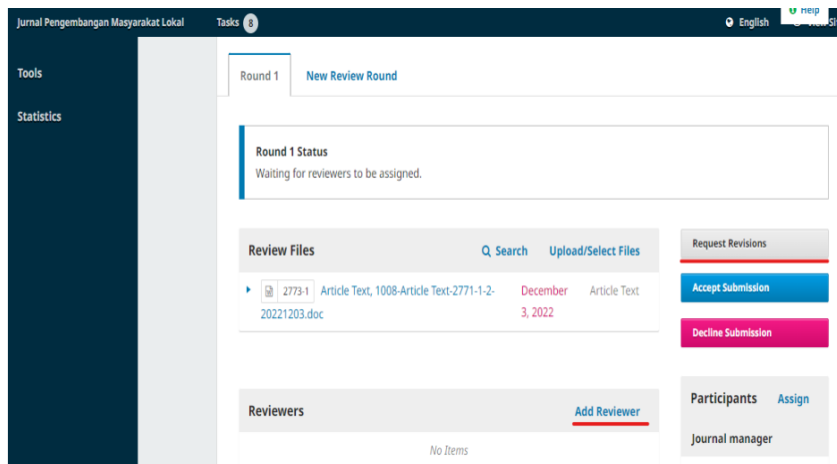 Jurnal Pengembangan Masyarakat Lokal Tasks 8 English Help
Tools
Statistics
Round 1 New Review Round
Round 1 Status
Waiting for reviewers to be assigned.
Review Files Search Upload/Select Files
2773-1 Article Text, 1008-Article Text-2771-1-2- December Article Text
20221203.doc 3, 2022
Request Revisions
Accept Submission
Decline Submission
Reviewers Add Reviewer
No Items
Participants Assign
Journal manager